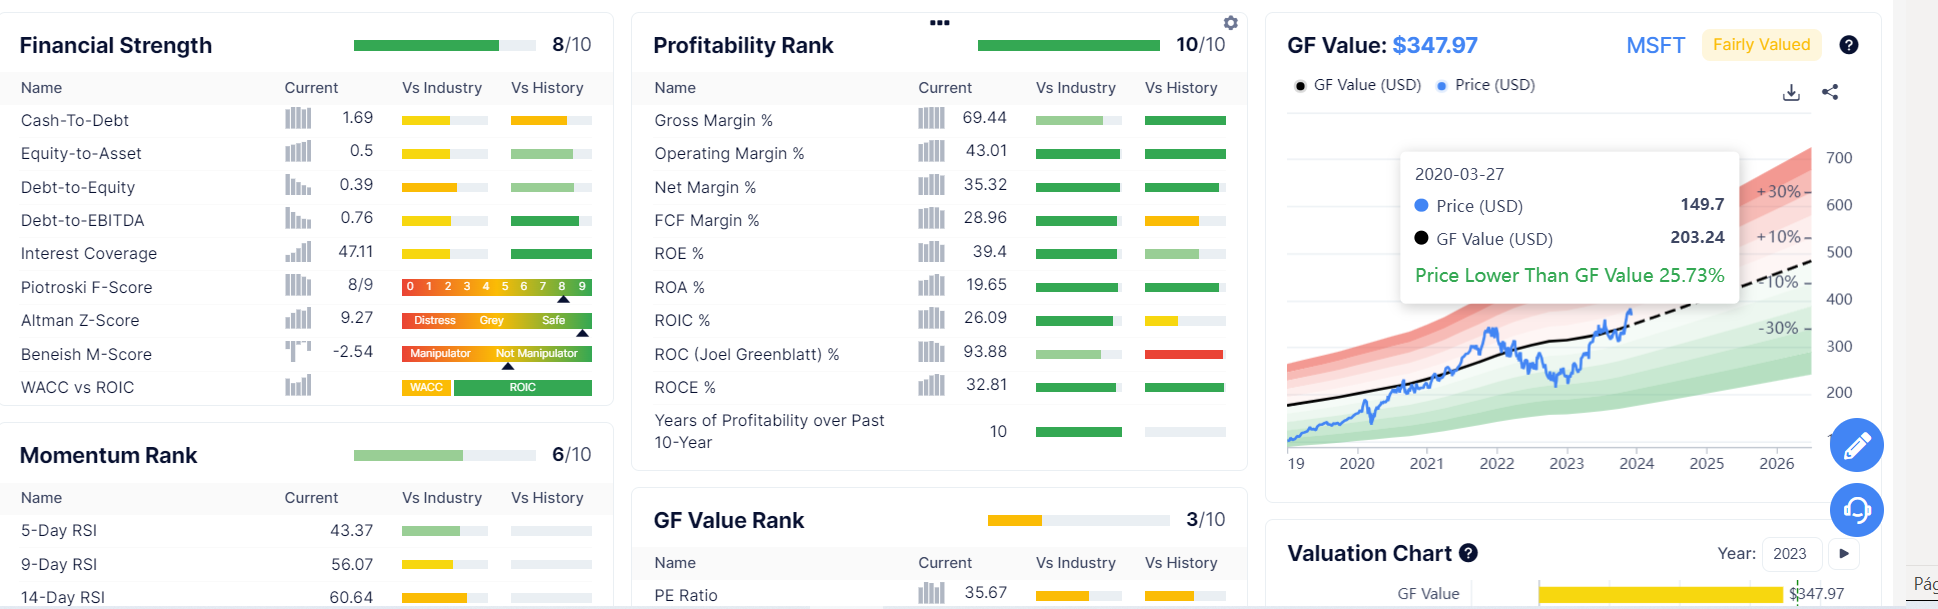 Financial Strength 8/10
Name Current Vs Industry Vs History
Cash-To-Debt 1.69
Equity-to-Asset 0.5
Debt-to-Equity 0.39
Debt-to-EBITDA 0.76
Interest Coverage 47.11
Piotroski F-Score 8/9 0 1 2 3 4 5 6 7 8 9
Altman Z-Score 9.27 Distress Grey Safe
Beneish M-Score -2.54 Manipulator Not Manipulator
WACC vs ROIC WACC ROIC
Momentum Rank 6/10
Name Current Vs Industry Vs History
5-Day RSI 43.37
9-Day RSI 56.07
14-Day RSI 60.64
Profitability Rank 10/10
Name Current Vs Industry Vs History
Gross Margin % 69.44
Operating Margin % 43.01
Net Margin % 35.32
FCF Margin % 28.96
ROE % 39.4
ROA % 19.65
ROIC % 26.09
ROC (Joel Greenblatt) % 93.88
ROCE % 32.81
Years of Profitability over Past
10-Year 10
GF Value Rank 3/10
Name Current Vs Industry Vs History
PE Ratio 35.67
GF Value: $347.97 MSFT Fairly Valued ?
GF Value (USD) Price (USD)
2020-03-27
Price (USD) 149.7
GF Value (USD) 203.24
Price Lower Than GF Value 25.73%
700
+30%
600
+10%
500
-10%
400
-30%
300
200
19 2020 2021 2022 2023 2024 2025 2026
Valuation Chart ? Year: 2023
GF Value $347.97
Pág